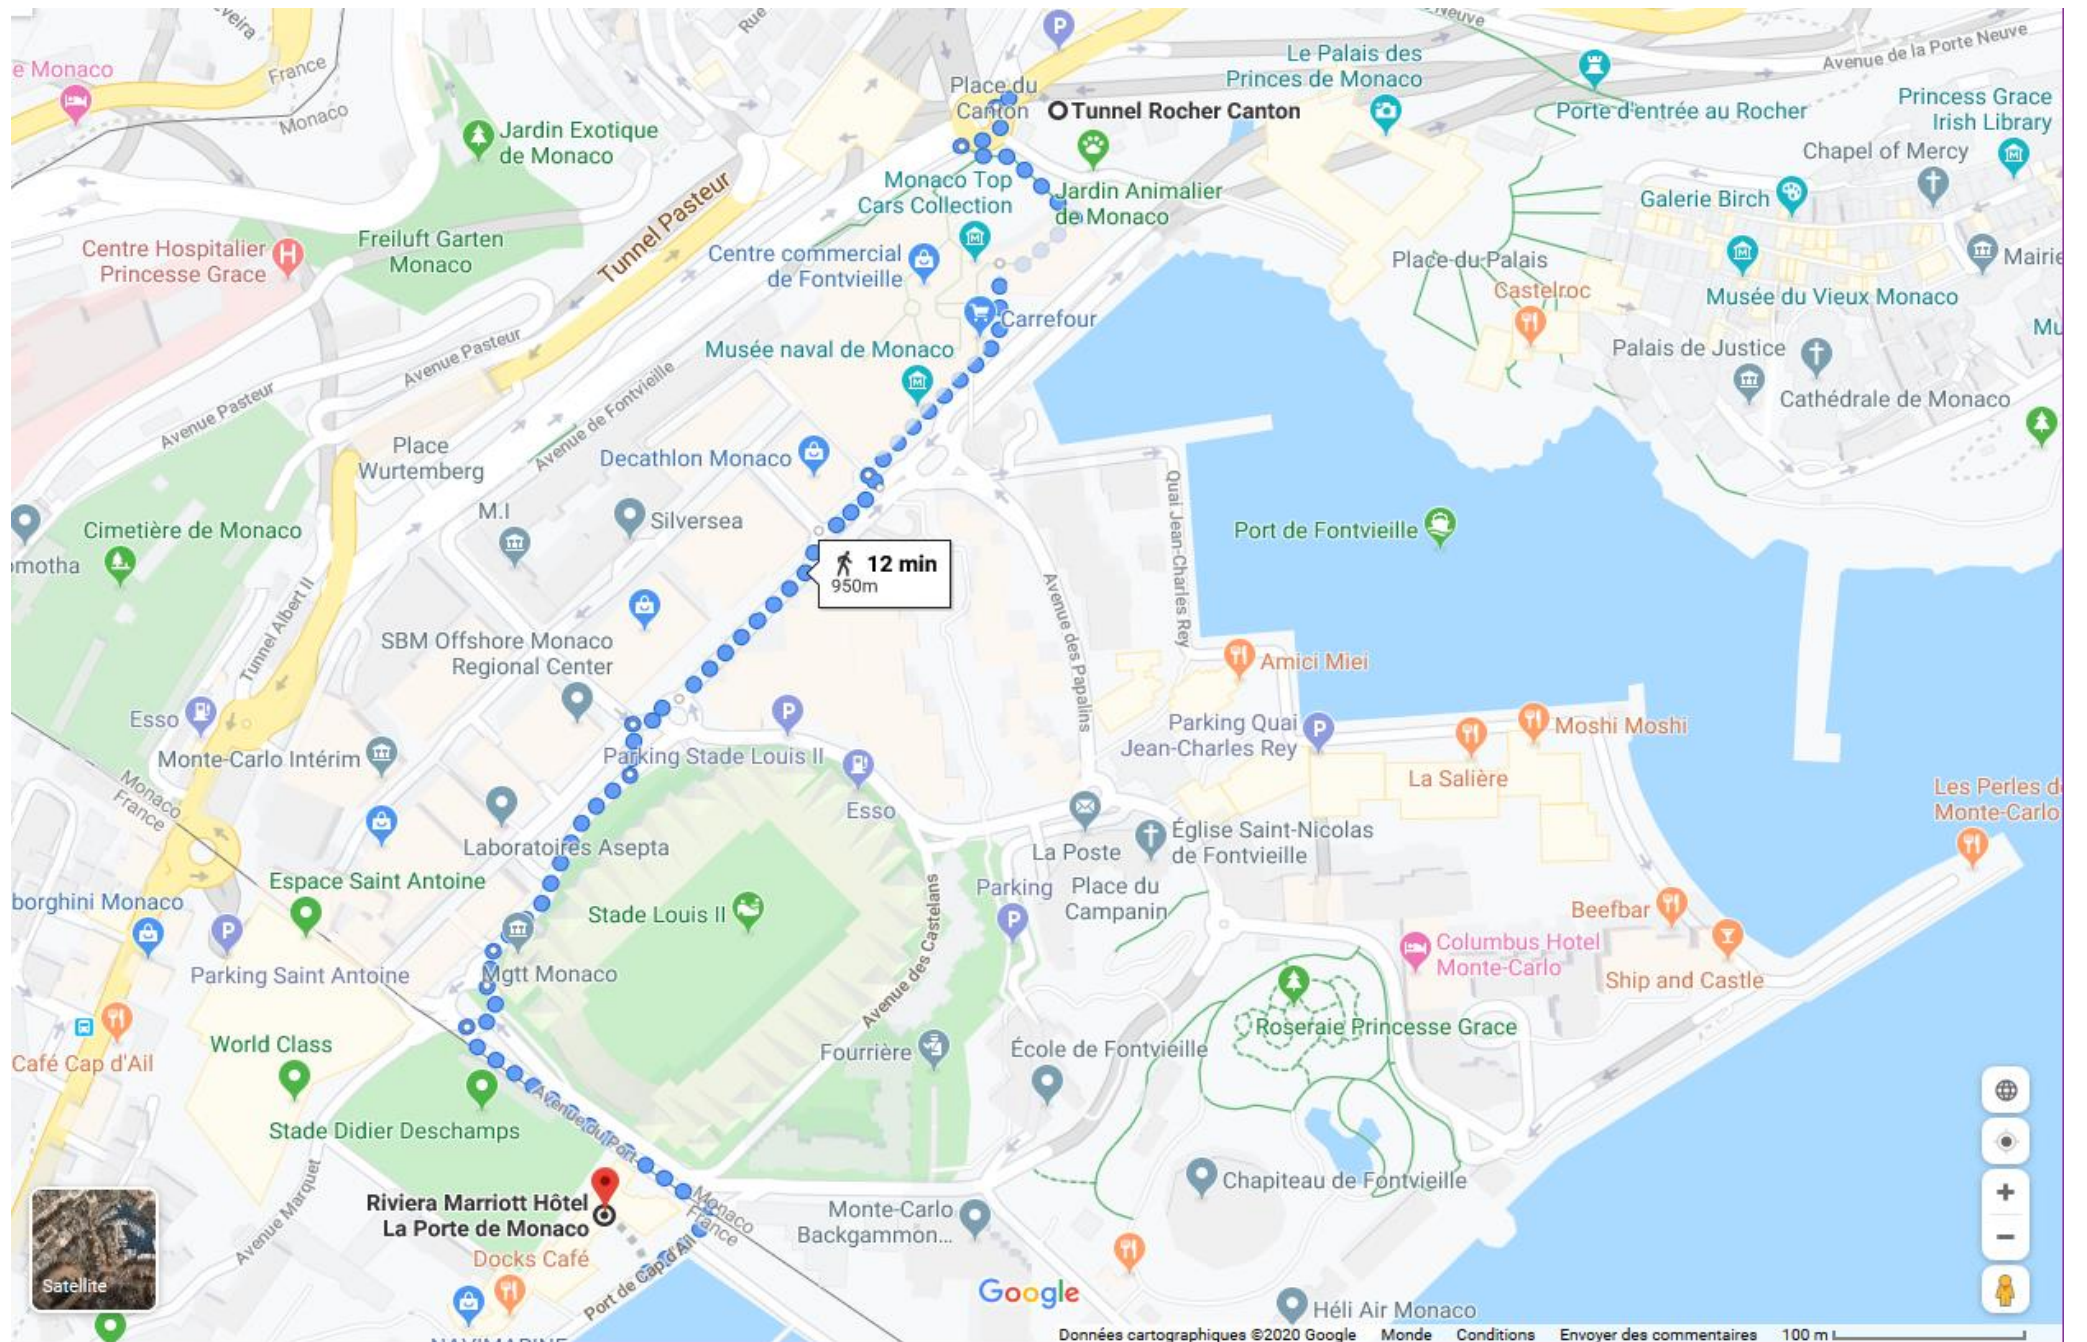 Neuve
Rue
e Monaco
France
Monaco
Place du
Canton
Tunnel Rocher Canton
Le Palais des
Princes de Monaco
Avenue de la Porte Neuve
Porte d'entrée au Rocher
Princess Grace
Irish Library
Chapel of Mercy
Jardin Exotique
de Monaco
Monaco Top
Cars Collection
Jardin Animalier
de Monaco
Galerie Birch
Tunnel Pasteur
Centre Hospitalier
Princesse Grace
Freiluft Garten
Monaco
Centre commercial
de Fontvieille
Place du Palais
Mairie
Castelroc
Musée du Vieux Monaco
Carrefour
Mu
Avenue Pasteur
Musée naval de Monaco
Palais de Justice
Avenue Pasteur
Avenue de Fontvieille
Cathédrale de Monaco
Place
Wurtemberg
Decathlon Monaco
M.I
Silversea
Cimetière de Monaco
Quai Jean-Charles Rey
Port de Fontvieille
omotha
12 min
950m
Tunnel Albert II
Avenue des Papalins
SBM Offshore Monaco
Regional Center
Amici Miei
Esso
Monte-Carlo Intérim
Parking Stade Louis II
Parking Quai
Jean-Charles Rey
Moshi Moshi
La Salière
Monaco
France
Esso
Les Perles d
Monte-Carlo
Laboratoires Asepta
La Poste
Église Saint-Nicolas
de Fontvieille
Espace Saint Antoine
borghini Monaco
Stade Louis II
Parking
Place du
Campanin
Beefbar
Avenue des Castelans
Columbus Hotel
Monte-Carlo
Parking Saint Antoine
Mgtt Monaco
Ship and Castle
Roseraie Princesse Grace
World Class
Café Cap d'Ail
Fourrière
École de Fontvieille
Avenue du Port
Stade Didier Deschamps
Avenue Marquet
Riviera Marriott Hôtel
La Porte de Monaco
Monaco
France
Monte-Carlo
Backgammon...
Chapiteau de Fontvieille
Docks Café
Port de Cap d'Ail
Satellite
Google
Héli Air Monaco
Données cartographiques ©2020 Google Monde Conditions Envoyer des commentaires 100 m